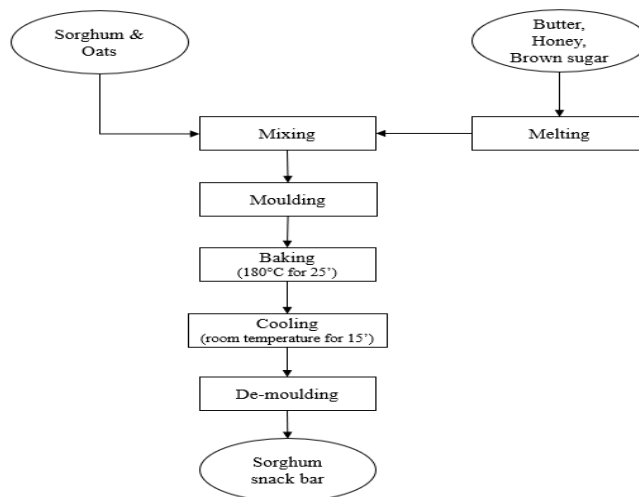 Sorghum &
Oats
Butter,
Honey,
Brown sugar
Mixing
Melting
Moulding
Baking
(180°C for 25’)
Cooling
(room temperature for 15’)
De-moulding
Sorghum
snack bar